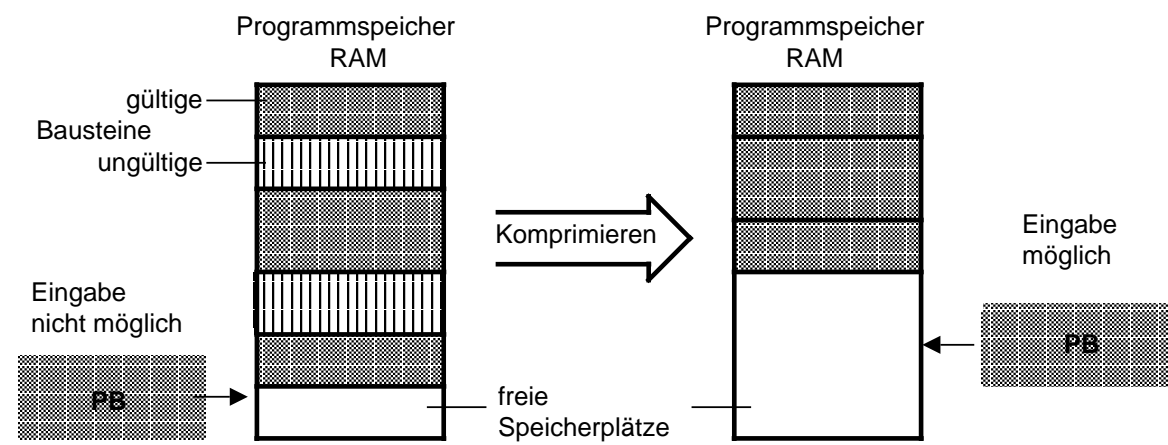 Programmspeicher
RAM
Programmspeicher
RAM
gültige
Bausteine
ungültige
Komprimieren
Eingabe
möglich
Eingabe
nicht möglich
PB
PB
freie
Speicherplätze